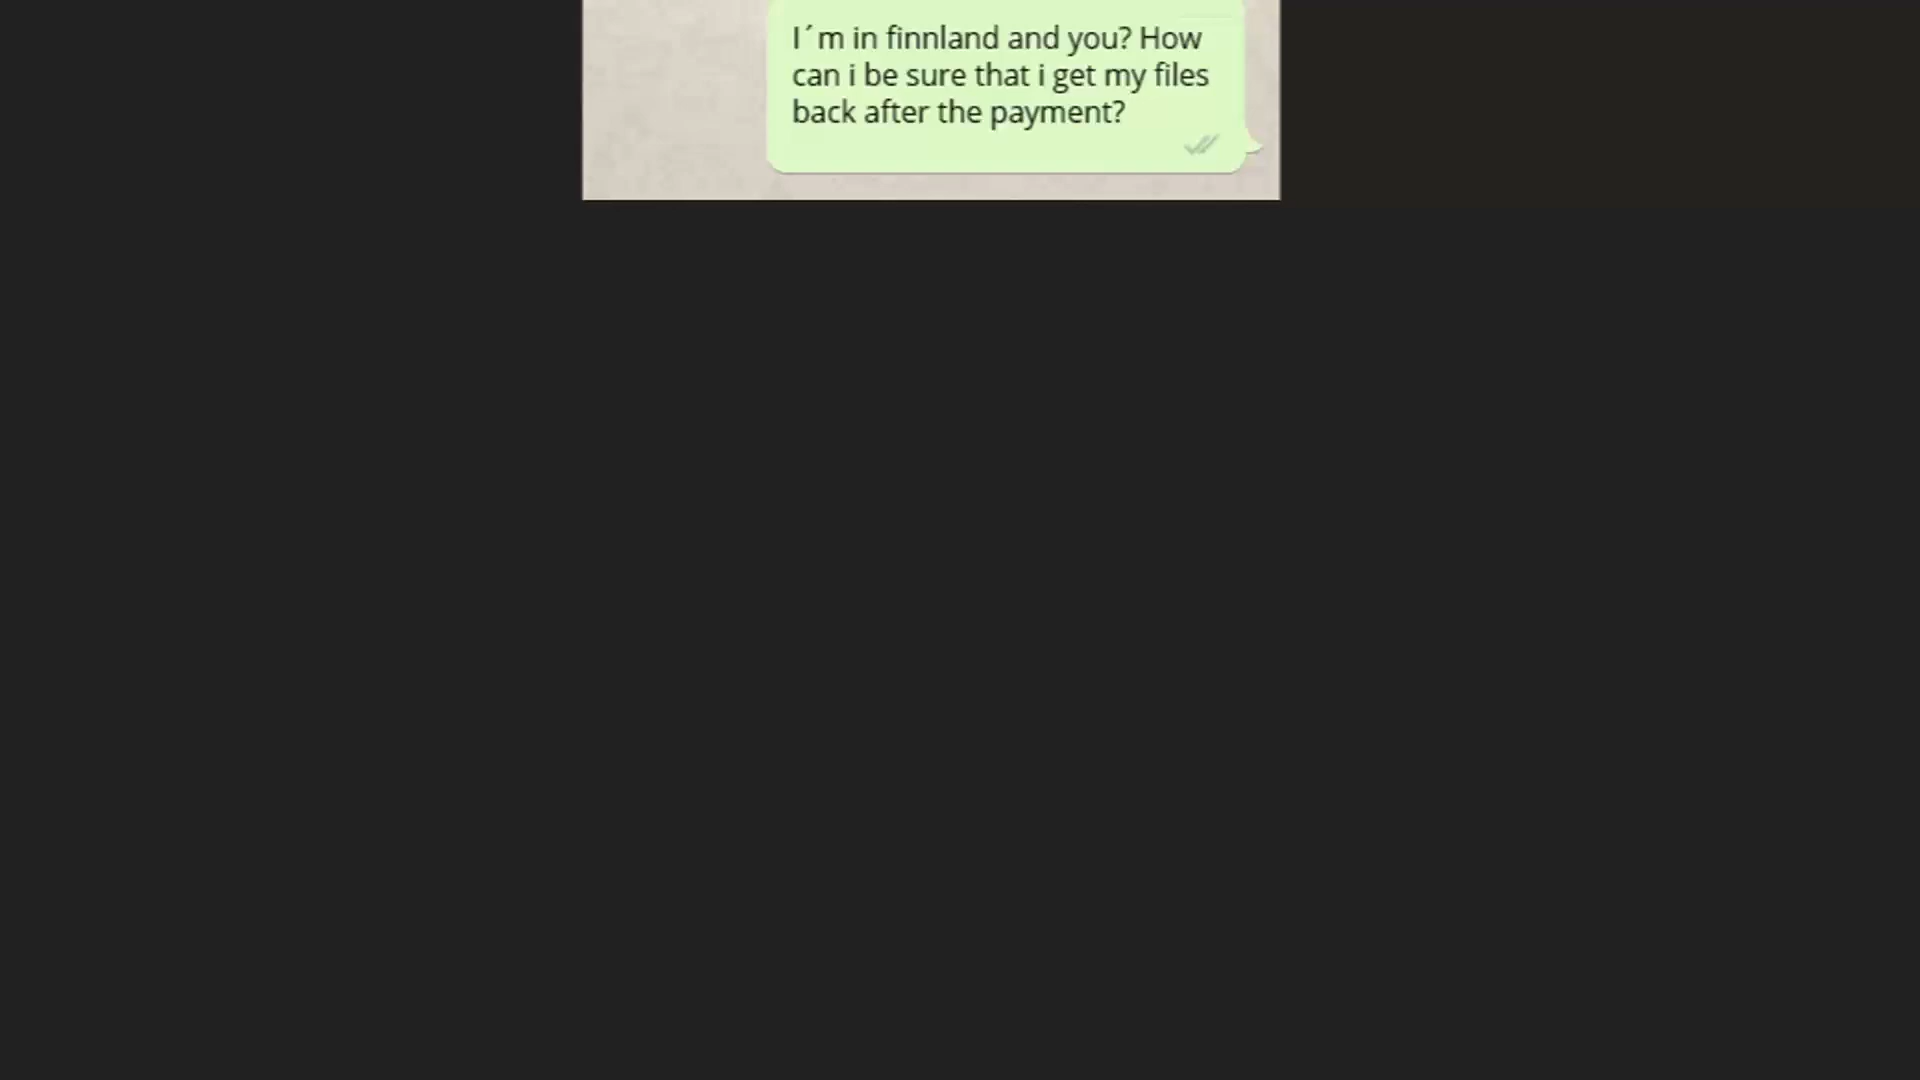 I´m in finnland and you? How
can i be sure that i get my files
back after the payment?